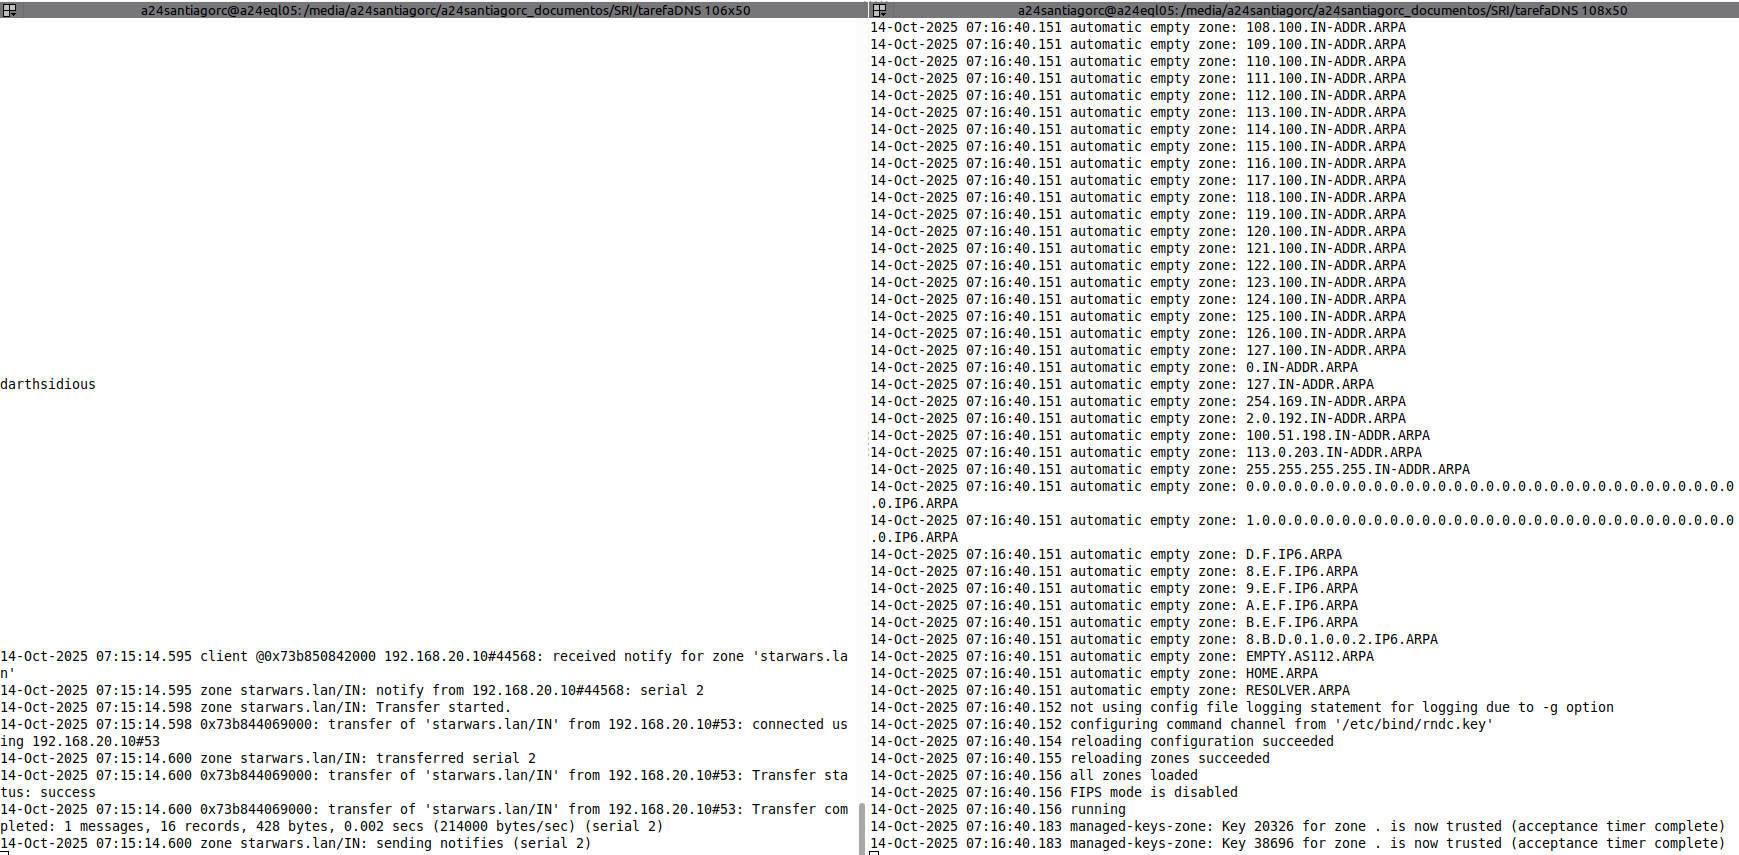 a24santiagorc@a24eql05: /media/a24santiagorc/a24santiagorc_documentos/SRI/tarefaDNS 106x50
darthsidious
14-Oct-2025 07:15:14.595 client @0x73b850842000 192.168.20.10#44568: received notify for zone 'starwars.la
n'
14-Oct-2025 07:15:14.595 zone starwars.lan/IN: notify from 192.168.20.10#44568: serial 2
14-Oct-2025 07:15:14.598 zone starwars.lan/IN: Transfer started.
14-Oct-2025 07:15:14.598 0x73b844069000: transfer of 'starwars.lan/IN' from 192.168.20.10#53: connected us
ing 192.168.20.10#53
14-Oct-2025 07:15:14.600 zone starwars.lan/IN: transferred serial 2
14-Oct-2025 07:15:14.600 0x73b844069000: transfer of 'starwars.lan/IN' from 192.168.20.10#53: Transfer sta
tus: success
14-Oct-2025 07:15:14.600 0x73b844069000: transfer of 'starwars.lan/IN' from 192.168.20.10#53: Transfer com
pleted: 1 messages, 16 records, 428 bytes, 0.002 secs (214000 bytes/sec) (serial 2)
14-Oct-2025 07:15:14.600 zone starwars.lan/IN: sending notifies (serial 2)
a24santiagorc@a24eql05: /media/a24santiagorc/a24santiagorc_documentos/SRI/tarefaDNS 108x50
14-Oct-2025 07:16:40.151 automatic empty zone: 108.100.IN-ADDR.ARPA
14-Oct-2025 07:16:40.151 automatic empty zone: 109.100.IN-ADDR.ARPA
14-Oct-2025 07:16:40.151 automatic empty zone: 110.100.IN-ADDR.ARPA
14-Oct-2025 07:16:40.151 automatic empty zone: 111.100.IN-ADDR.ARPA
14-Oct-2025 07:16:40.151 automatic empty zone: 112.100.IN-ADDR.ARPA
14-Oct-2025 07:16:40.151 automatic empty zone: 113.100.IN-ADDR.ARPA
14-Oct-2025 07:16:40.151 automatic empty zone: 114.100.IN-ADDR.ARPA
14-Oct-2025 07:16:40.151 automatic empty zone: 115.100.IN-ADDR.ARPA
14-Oct-2025 07:16:40.151 automatic empty zone: 116.100.IN-ADDR.ARPA
14-Oct-2025 07:16:40.151 automatic empty zone: 117.100.IN-ADDR.ARPA
14-Oct-2025 07:16:40.151 automatic empty zone: 118.100.IN-ADDR.ARPA
14-Oct-2025 07:16:40.151 automatic empty zone: 119.100.IN-ADDR.ARPA
14-Oct-2025 07:16:40.151 automatic empty zone: 120.100.IN-ADDR.ARPA
14-Oct-2025 07:16:40.151 automatic empty zone: 121.100.IN-ADDR.ARPA
14-Oct-2025 07:16:40.151 automatic empty zone: 122.100.IN-ADDR.ARPA
14-Oct-2025 07:16:40.151 automatic empty zone: 123.100.IN-ADDR.ARPA
14-Oct-2025 07:16:40.151 automatic empty zone: 124.100.IN-ADDR.ARPA
14-Oct-2025 07:16:40.151 automatic empty zone: 125.100.IN-ADDR.ARPA
14-Oct-2025 07:16:40.151 automatic empty zone: 126.100.IN-ADDR.ARPA
14-Oct-2025 07:16:40.151 automatic empty zone: 127.100.IN-ADDR.ARPA
14-Oct-2025 07:16:40.151 automatic empty zone: 0.IN-ADDR.ARPA
14-Oct-2025 07:16:40.151 automatic empty zone: 127.IN-ADDR.ARPA
14-Oct-2025 07:16:40.151 automatic empty zone: 254.169.IN-ADDR.ARPA
14-Oct-2025 07:16:40.151 automatic empty zone: 2.0.192.IN-ADDR.ARPA
14-Oct-2025 07:16:40.151 automatic empty zone: 100.51.198.IN-ADDR.ARPA
14-Oct-2025 07:16:40.151 automatic empty zone: 113.0.203.IN-ADDR.ARPA
14-Oct-2025 07:16:40.151 automatic empty zone: 255.255.255.255.IN-ADDR.ARPA
14-Oct-2025 07:16:40.151 automatic empty zone: 0.0.0.0.0.0.0.0.0.0.0.0.0.0.0.0.0.0.0.0.0.0.0.0.0.0.0.0.0.0.0
.0.IP6.ARPA
14-Oct-2025 07:16:40.151 automatic empty zone: 1.0.0.0.0.0.0.0.0.0.0.0.0.0.0.0.0.0.0.0.0.0.0.0.0.0.0.0.0.0.0
.0.IP6.ARPA
14-Oct-2025 07:16:40.151 automatic empty zone: D.F.IP6.ARPA
14-Oct-2025 07:16:40.151 automatic empty zone: 8.E.F.IP6.ARPA
14-Oct-2025 07:16:40.151 automatic empty zone: 9.E.F.IP6.ARPA
14-Oct-2025 07:16:40.151 automatic empty zone: A.E.F.IP6.ARPA
14-Oct-2025 07:16:40.151 automatic empty zone: B.E.F.IP6.ARPA
14-Oct-2025 07:16:40.151 automatic empty zone: 8.B.D.0.1.0.0.2.IP6.ARPA
14-Oct-2025 07:16:40.151 automatic empty zone: EMPTY.AS112.ARPA
14-Oct-2025 07:16:40.151 automatic empty zone: HOME.ARPA
14-Oct-2025 07:16:40.151 automatic empty zone: RESOLVER.ARPA
14-Oct-2025 07:16:40.152 not using config file logging statement for logging due to -g option
14-Oct-2025 07:16:40.152 configuring command channel from '/etc/bind/rndc.key'
14-Oct-2025 07:16:40.154 reloading configuration succeeded
14-Oct-2025 07:16:40.155 reloading zones succeeded
14-Oct-2025 07:16:40.156 all zones loaded
14-Oct-2025 07:16:40.156 FIPS mode is disabled
14-Oct-2025 07:16:40.156 running
14-Oct-2025 07:16:40.183 managed-keys-zone: Key 20326 for zone . is now trusted (acceptance timer complete)
14-Oct-2025 07:16:40.183 managed-keys-zone: Key 38696 for zone . is now trusted (acceptance timer complete)